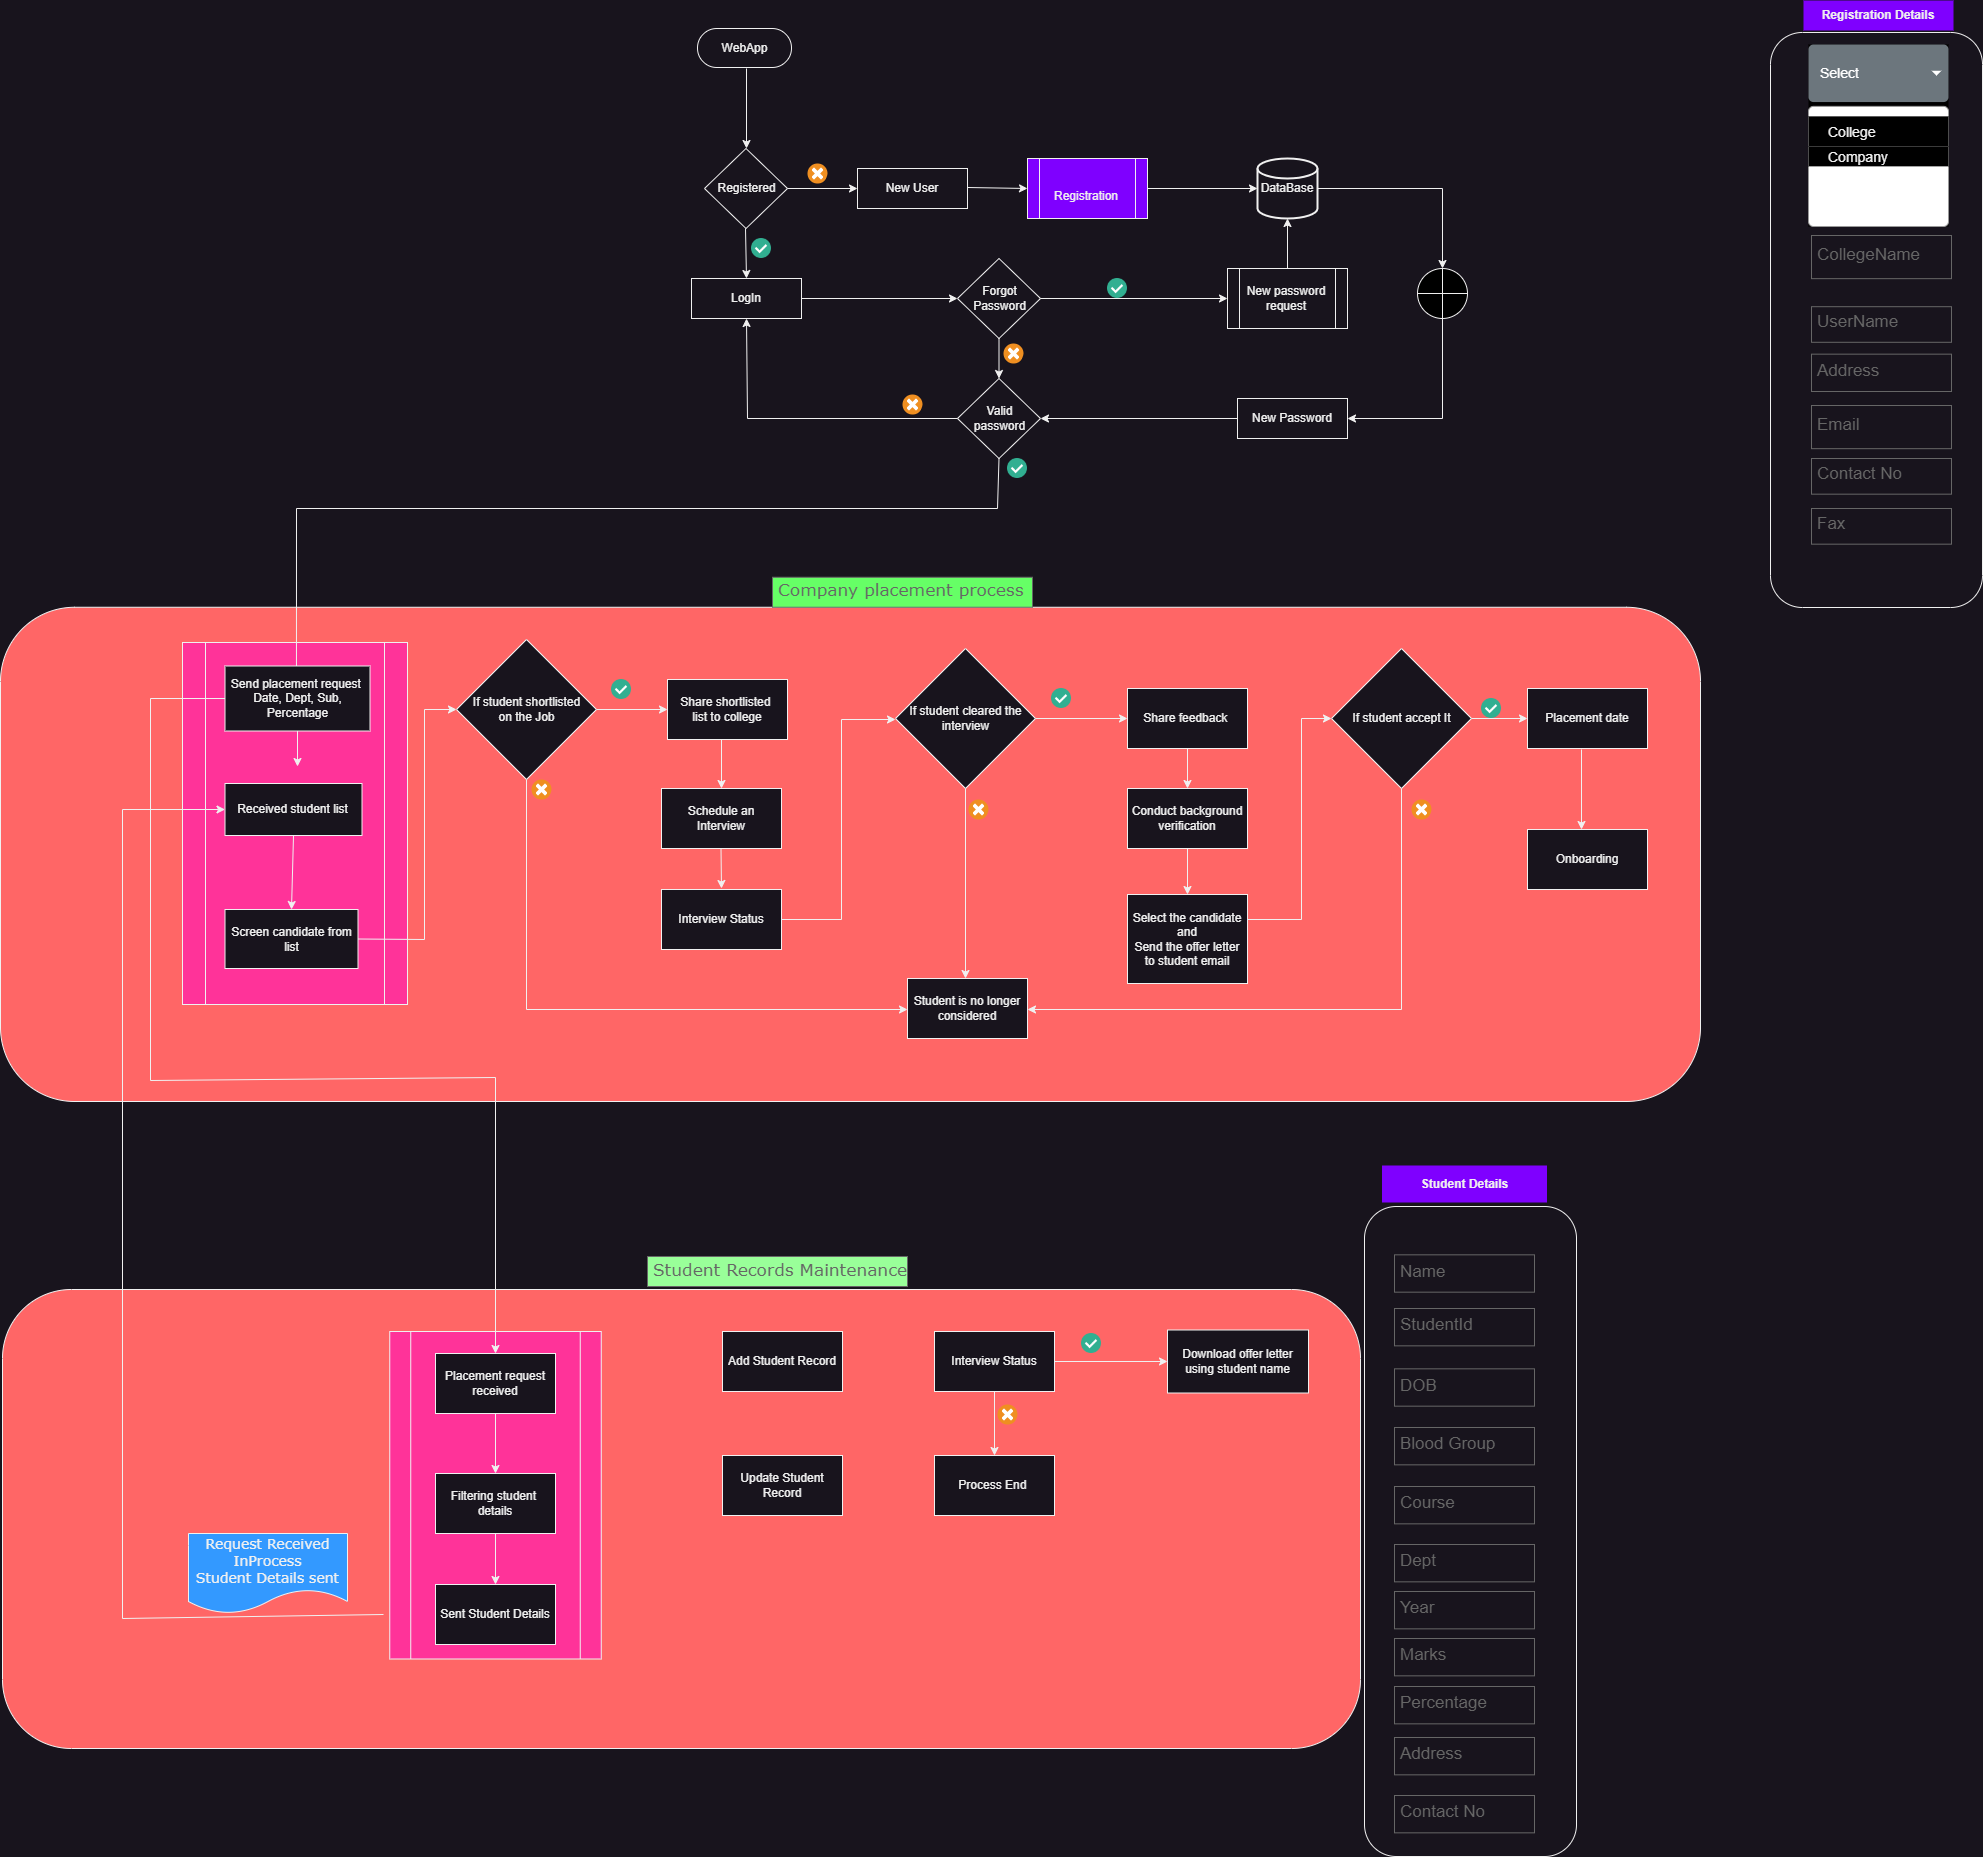 WebApp
Registered
New User
Registration
DataBase
LogIn
Forgot
Password
New password
request
Valid
password
New Password
Registration Details
Select
College
Company
CollegeName
UserName
Address
Email
Contact No
Fax
Company placement process
Send placement request
Date, Dept, Sub,
Percentage
Received student list
Screen candidate from
list
If student shortlisted
on the Job
Share shortlisted
list to college
Schedule an
Interview
Interview Status
If student cleared the
interview
Share feedback
Conduct background
verification
Select the candidate
and
Send the offer letter
to student email
If student accept It
Placement date
Onboarding
Student is no longer
considered
Student Records Maintenance
Placement request
received
Filtering student
details
Sent Student Details
Request Received
InProcess
Student Details sent
Add Student Record
Update Student
Record
Interview Status
Process End
Download offer letter
using student name
Student Details
Name
StudentId
DOB
Blood Group
Course
Dept
Year
Marks
Percentage
Address
Contact No